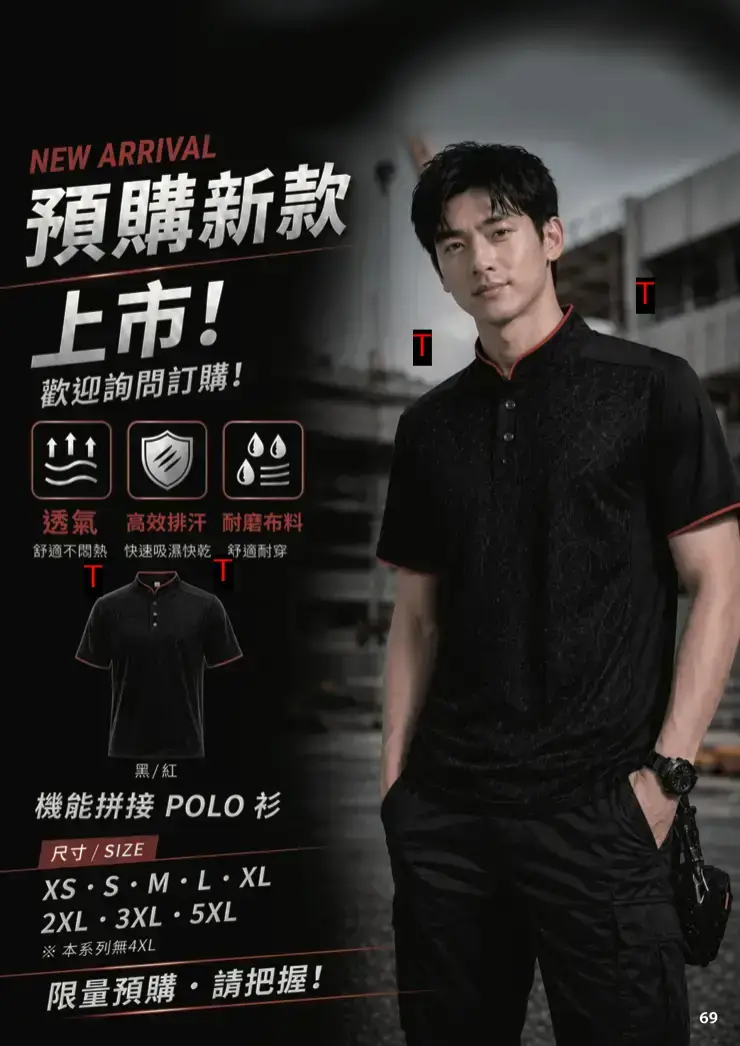 NEW ARRIVAL
預購新款
上市!
歡迎詢問訂購!
透氣 高效排汗 耐磨布料
舒適不悶熱 快速吸濕快乾 舒適耐穿
T T
T
T
黑/紅
機能拼接 POLO 衫
尺寸 / SIZE
XS・S・M・L・XL
2XL・3XL・5XL
※ 本系列無4XL
限量預購・請把握!
69